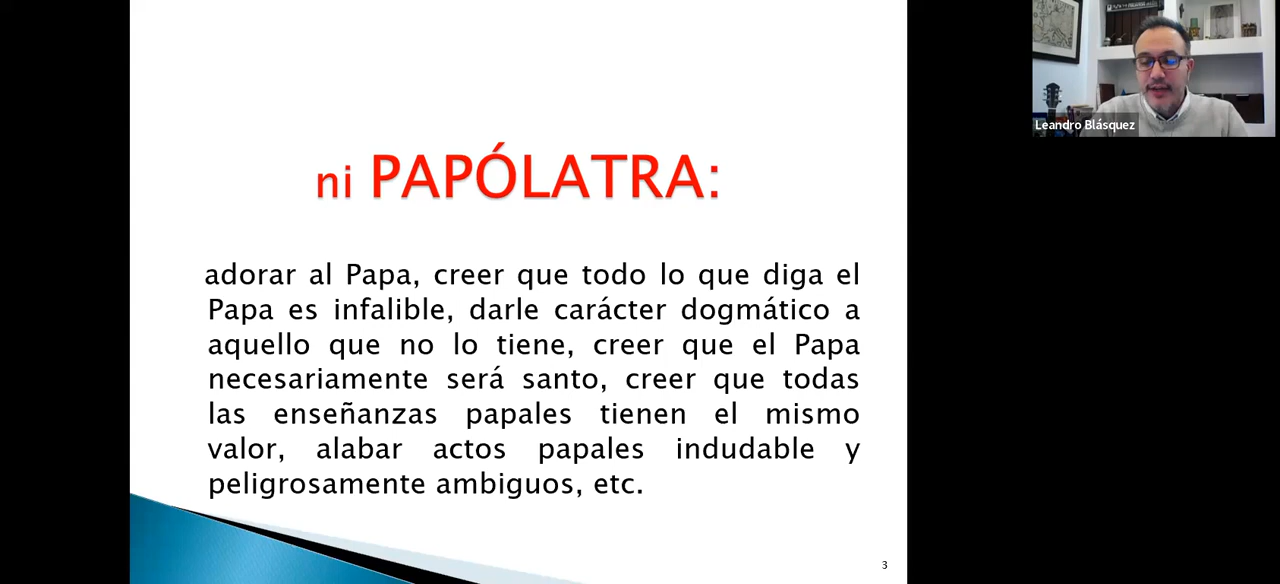 ni PAPÓLATRA:
adorar al Papa, creer que todo lo que diga el
Papa es infalible, darle carácter dogmático a
aquello que no lo tiene, creer que el Papa
necesariamente será santo, creer que todas
las enseñanzas papales tienen el mismo
valor, alabar actos papales indudable y
peligrosamente ambiguos, etc.
3
Leandro Blásquez